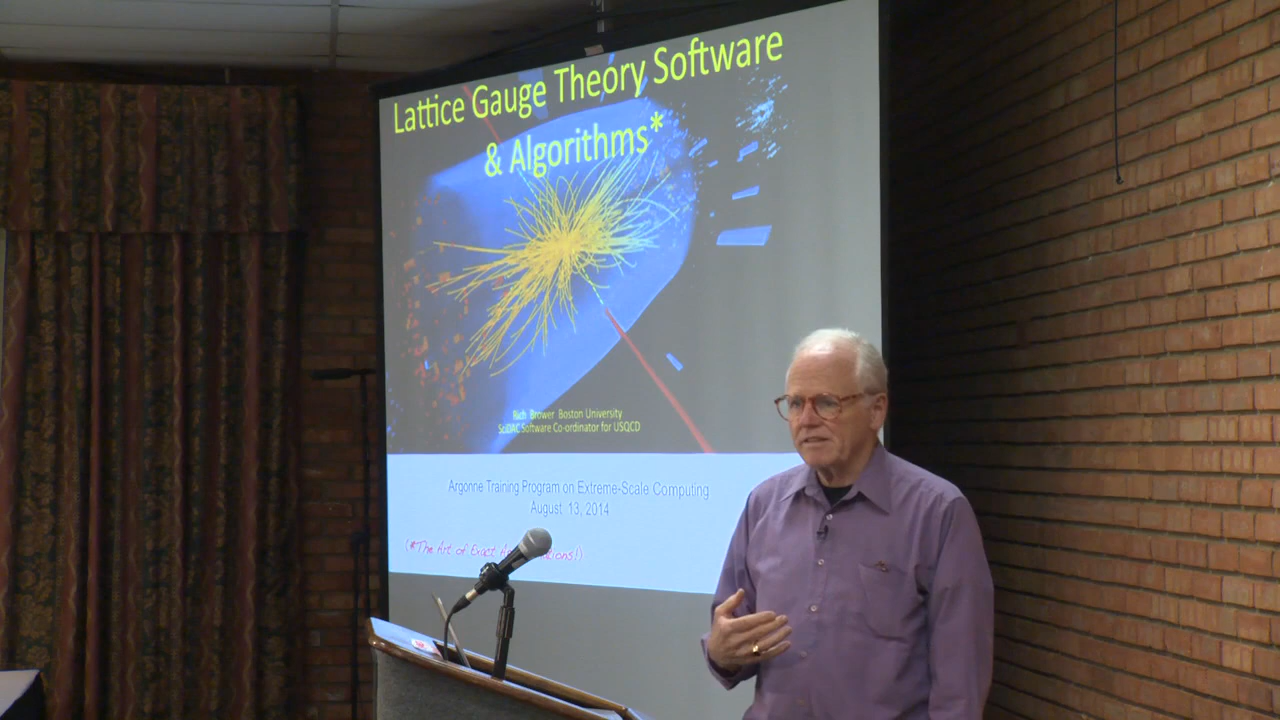 Lattice Gauge Theory Software
& Algorithms*
Rich Brower Boston University
SciDAC Software Co-ordinator for USQCD
Argonne Training Program on Extreme-Scale Computing
August 13, 2014
(*The Art of Exact